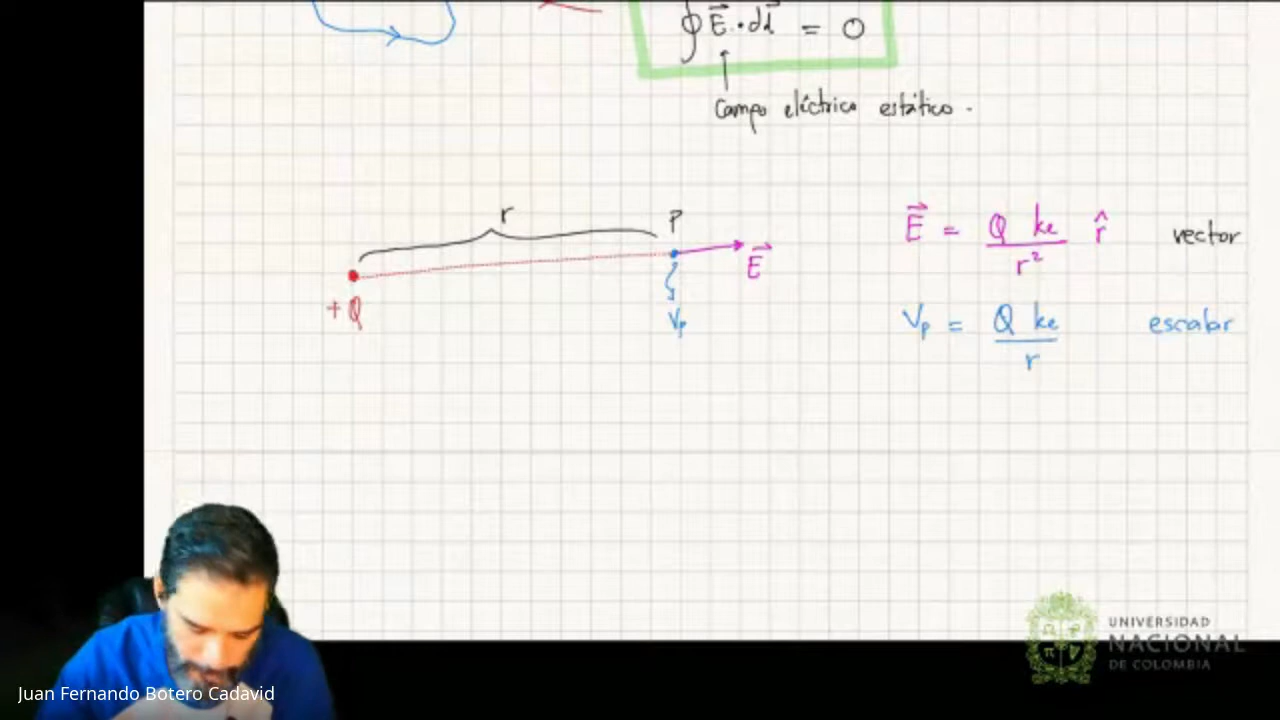 ∮ E⃗ · dl⃗ = 0
Campo eléctrico estático.
r
P
E⃗
+Q
Vp
E⃗ = Q ke / r² r̂ vector
Vp = Q ke / r escalar
UNIVERSIDAD
NACIONAL
DE COLOMBIA
Juan Fernando Botero Cadavid